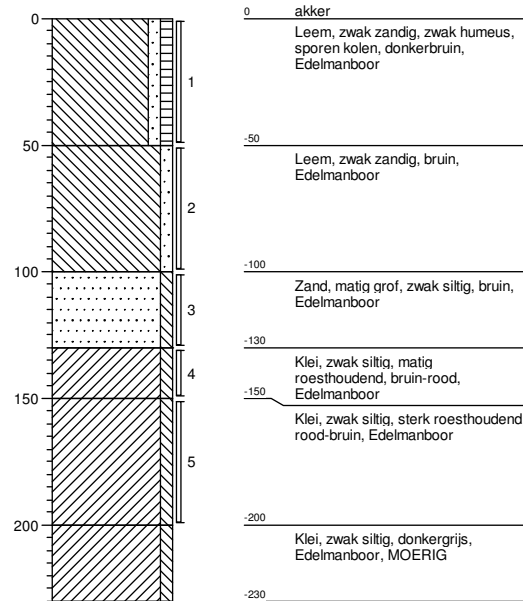 0
50
100
150
200
1
2
3
4
5
0 akker
Leem, zwak zandig, zwak humeus,
sporen kolen, donkerbruin,
Edelmanboor
-50
Leem, zwak zandig, bruin,
Edelmanboor
-100
Zand, matig grof, zwak siltig, bruin,
Edelmanboor
-130
Klei, zwak siltig, matig
roesthoudend, bruin-rood,
Edelmanboor
-150
Klei, zwak siltig, sterk roesthoudend
rood-bruin, Edelmanboor
-200
Klei, zwak siltig, donkergrijs,
Edelmanboor, MOERIG
-230